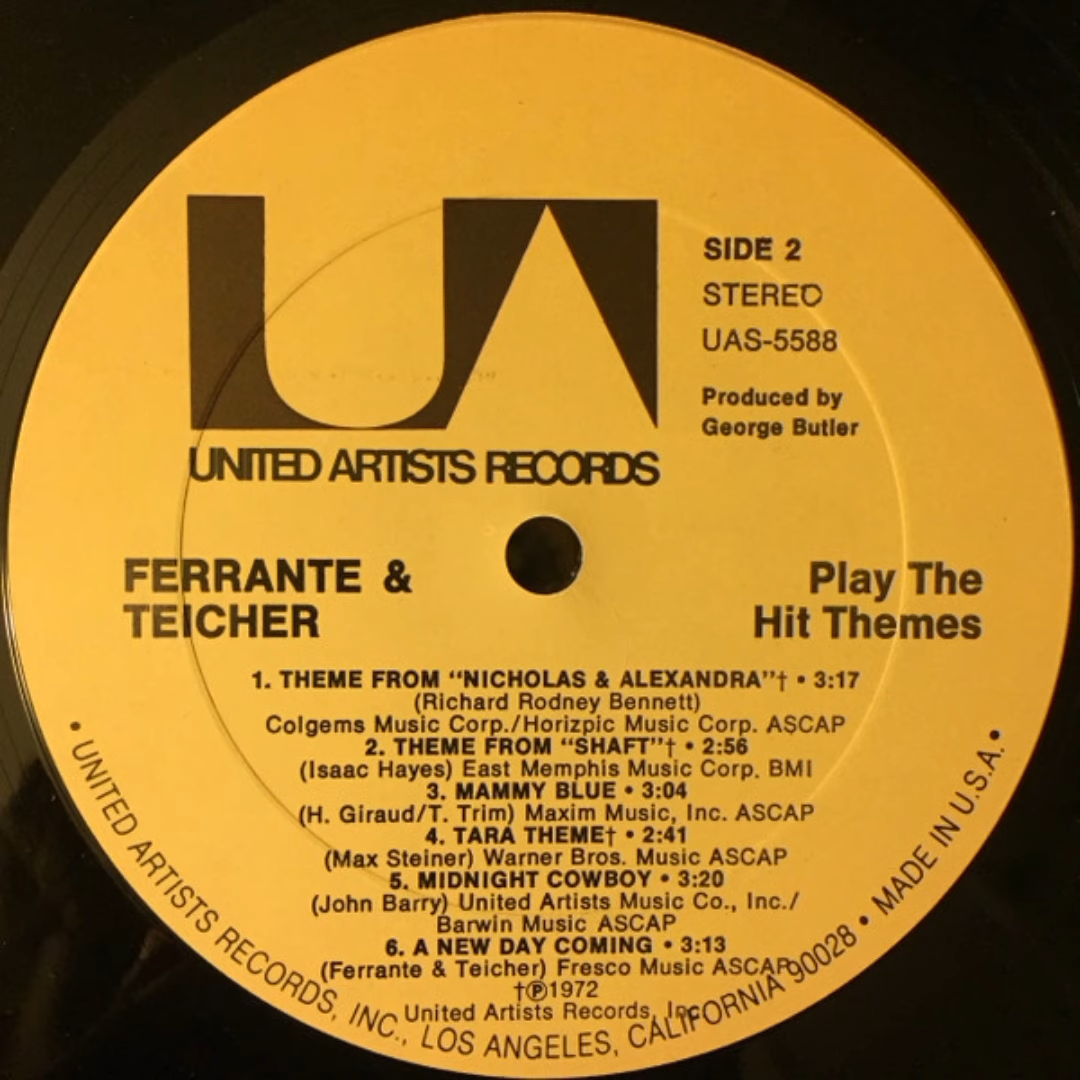 UA
UNITED ARTISTS RECORDS
SIDE 2
STEREO
UAS-5588
Produced by
George Butler
FERRANTE &
TEICHER
Play The
Hit Themes
1. THEME FROM "NICHOLAS & ALEXANDRA"† • 3:17
(Richard Rodney Bennett)
Colgems Music Corp./Horizpic Music Corp. ASCAP
2. THEME FROM "SHAFT"† • 2:56
(Isaac Hayes) East Memphis Music Corp. BMI
3. MAMMY BLUE • 3:04
(H. Giraud/T. Trim) Maxim Music, Inc. ASCAP
4. TARA THEME† • 2:41
(Max Steiner) Warner Bros. Music ASCAP
5. MIDNIGHT COWBOY • 3:20
(John Barry) United Artists Music Co., Inc./
Barwin Music ASCAP
6. A NEW DAY COMING • 3:13
(Ferrante & Teicher) Fresco Music ASCAP
†℗1972
United Artists Records, Inc.
• UNITED ARTISTS RECORDS, INC., LOS ANGELES, CALIFORNIA 90028 • MADE IN U.S.A. •